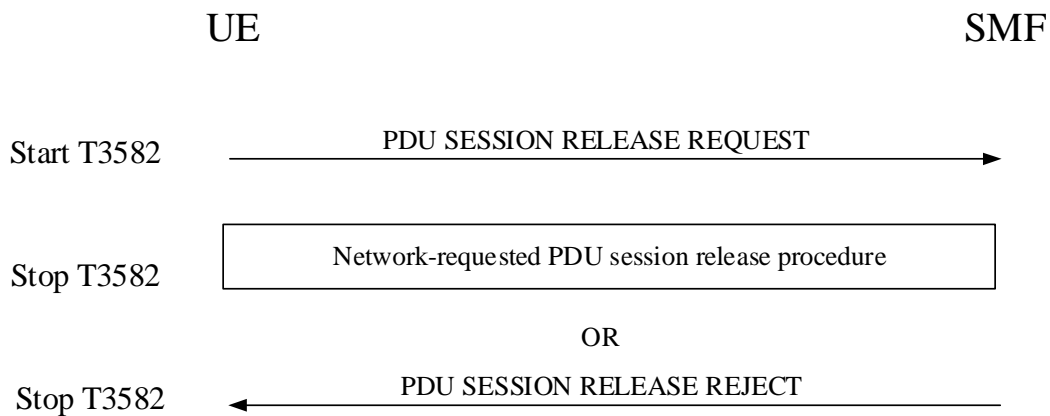 UE SMF
Start T3582 PDU SESSION RELEASE REQUEST
Stop T3582 Network-requested PDU session release procedure
OR
Stop T3582 PDU SESSION RELEASE REJECT